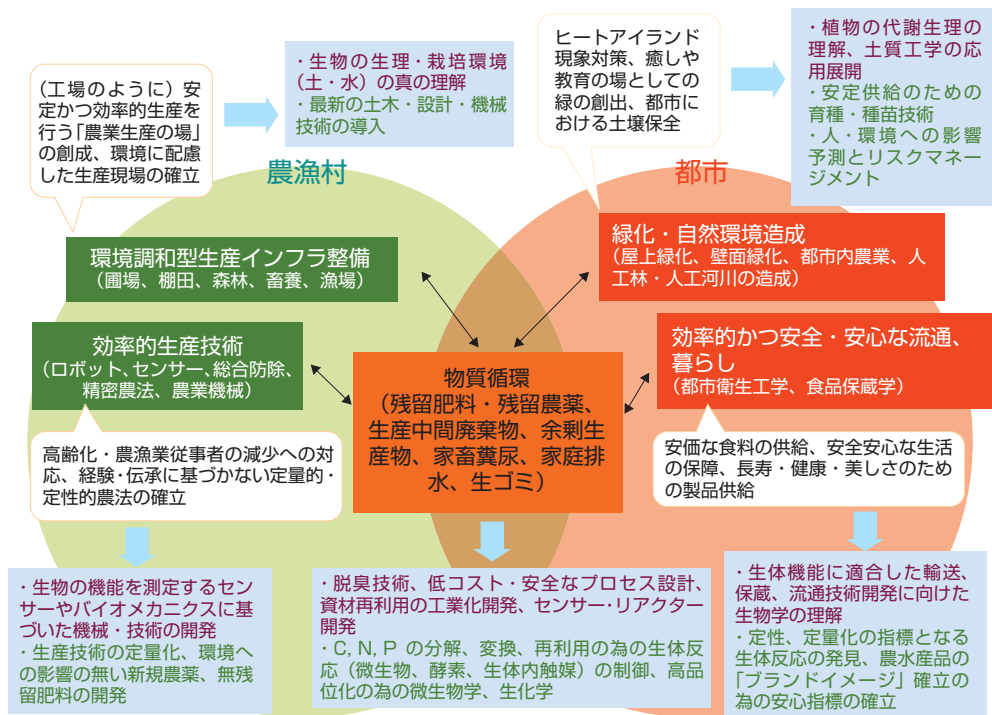 （工場のように）安
定かつ効率的生産を
行う「農業生産の場」
の創成、環境に配慮
した生産現場の確立
・生物の生理・栽培環境
（土・水）の真の理解
・最新の土木・設計・機械
技術の導入
ヒートアイランド
現象対策、癒しや
教育の場としての
緑の創出、都市に
おける土壌保全
・植物の代謝生理の
理解、土質工学の応
用展開
・安定供給のための
育種・種苗技術
・人・環境への影響
予測とリスクマネー
ジメント
農漁村
都市
環境調和型生産インフラ整備
（圃場、棚田、森林、畜養、漁場）
緑化・自然環境造成
（屋上緑化、壁面緑化、都市内農業、人
工林・人工河川の造成）
効率的生産技術
（ロボット、センサー、総合防除、
精密農法、農業機械）
物質循環
（残留肥料・残留農薬、
生産中間廃棄物、余剰生
産物、家畜糞尿、家庭排
水、生ゴミ）
効率的かつ安全・安心な流通、
暮らし
（都市衛生工学、食品保蔵学）
高齢化・農漁業従事者の減少への対
応、経験・伝承に基づかない定量的・
定性的農法の確立
安価な食料の供給、安全安心な生活
の保障、長寿・健康・美しさのため
の製品供給
・生物の機能を測定するセン
サーやバイオメカニクスに基
づいた機械・技術の開発
・生産技術の定量化、環境へ
の影響の無い新規農薬、無残
留肥料の開発
・脱臭技術、低コスト・安全なプロセス設計、
資材再利用の工業化開発、センサー・リアクター
開発
・C, N, P の分解、変換、再利用の為の生体反
応（微生物、酵素、生体内触媒）の制御、高品
位化の為の微生物学、生化学
・生体機能に適合した輸送、
保蔵、流通技術開発に向けた
生物学の理解
・定性、定量化の指標となる
生体反応の発見、農水産品の
「ブランドイメージ」確立の
為の安心指標の確立